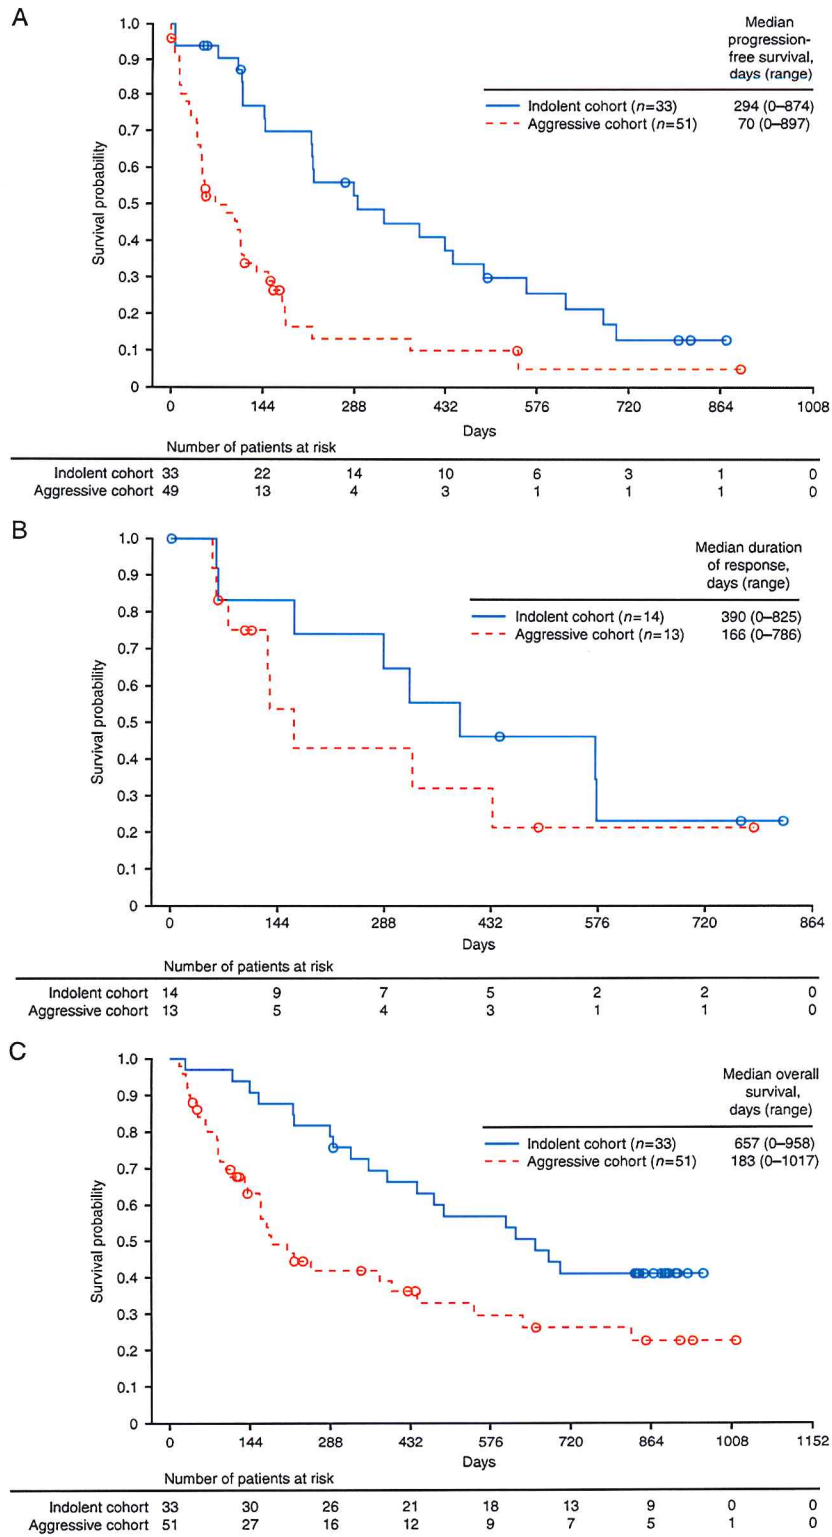 A
Median
progression-
free survival,
days (range)
Indolent cohort (n=33) 294 (0–874)
Aggressive cohort (n=51) 70 (0–897)
Survival probability
1.0
0.9
0.8
0.7
0.6
0.5
0.4
0.3
0.2
0.1
0
0 144 288 432 576 720 864 1008
Days
Number of patients at risk
Indolent cohort 33 22 14 10 6 3 1 0
Aggressive cohort 49 13 4 3 1 1 1 0
B
Median duration
of response,
days (range)
Indolent cohort (n=14) 390 (0–825)
Aggressive cohort (n=13) 166 (0–786)
Survival probability
1.0
0.9
0.8
0.7
0.6
0.5
0.4
0.3
0.2
0.1
0
0 144 288 432 576 720 864
Days
Number of patients at risk
Indolent cohort 14 9 7 5 2 2 0
Aggressive cohort 13 5 4 3 1 1 0
C
Median overall
survival,
days (range)
Indolent cohort (n=33) 657 (0–958)
Aggressive cohort (n=51) 183 (0–1017)
Survival probability
1.0
0.9
0.8
0.7
0.6
0.5
0.4
0.3
0.2
0.1
0
0 144 288 432 576 720 864 1008 1152
Days
Number of patients at risk
Indolent cohort 33 30 26 21 18 13 9 0 0
Aggressive cohort 51 27 16 12 9 7 5 1 0